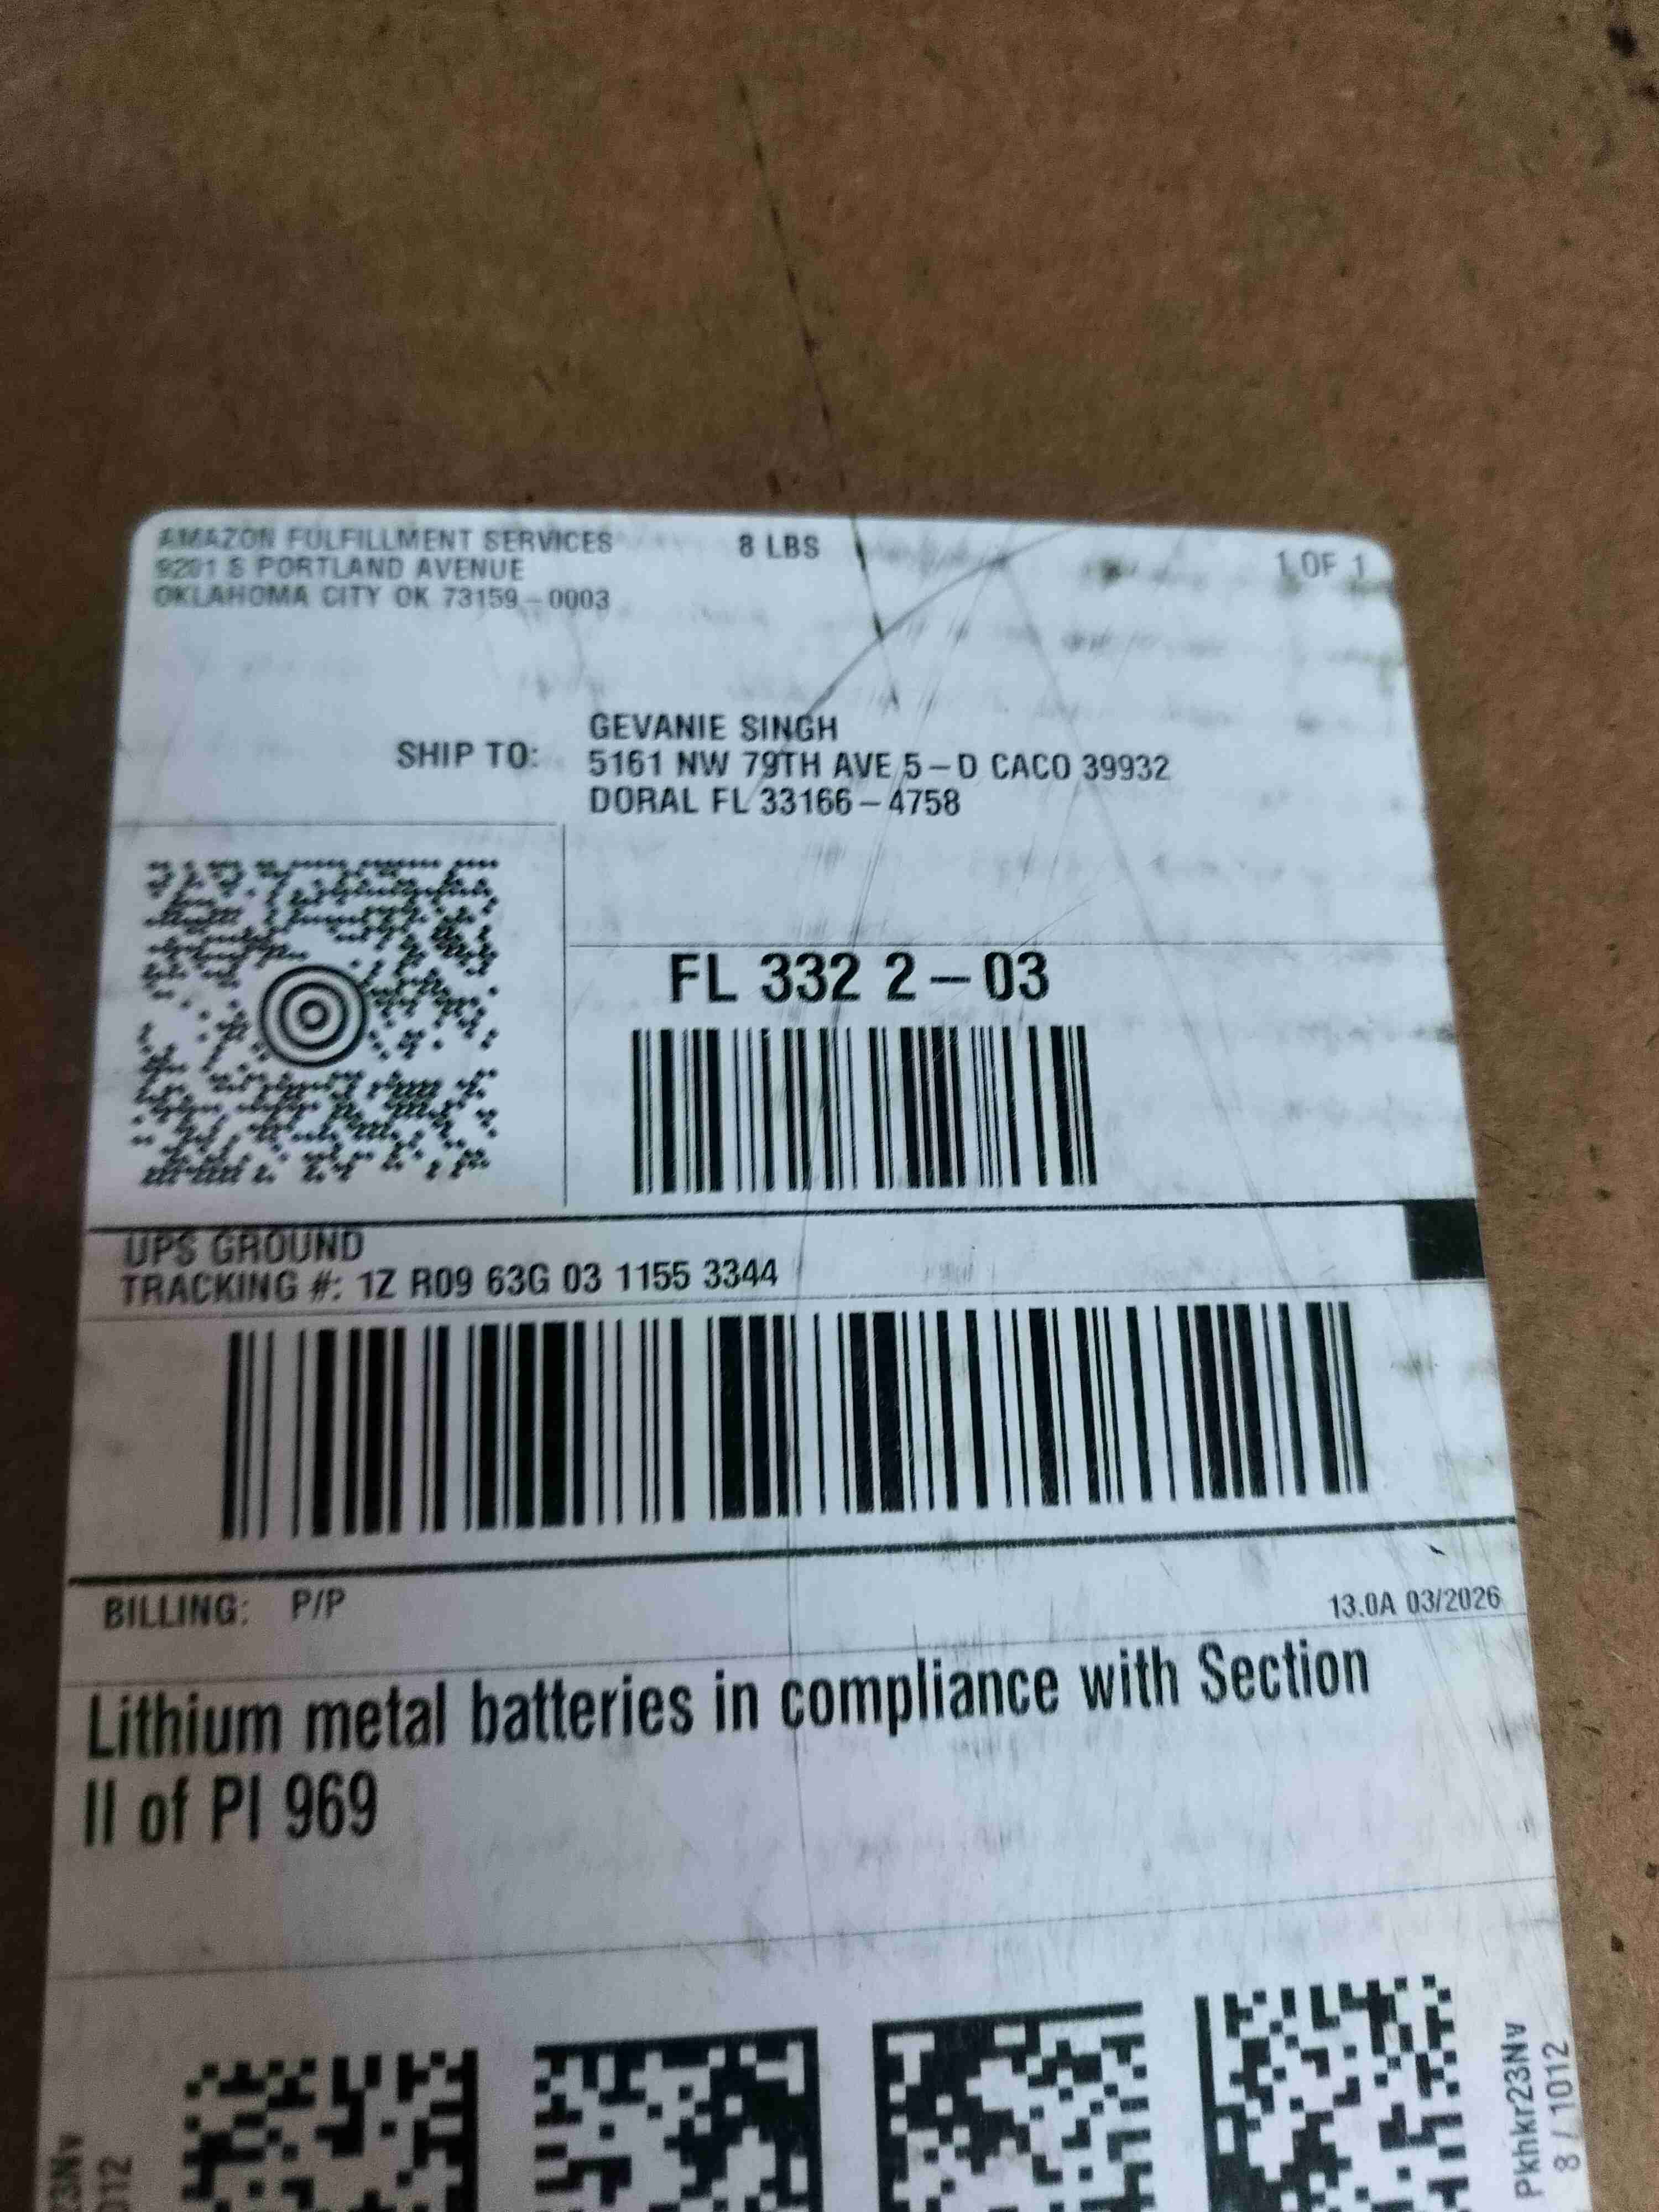 AMAZON FULFILLMENT SERVICES
9201 S PORTLAND AVENUE
OKLAHOMA CITY OK 73159-0003
8 LBS
1 OF 1
SHIP TO:
GEVANIE SINGH
5161 NW 79TH AVE 5-D CACO 39932
DORAL FL 33166-4758
FL 332 2-03
UPS GROUND
TRACKING #: 1Z R09 63G 03 1155 3344
BILLING: P/P
13.0A 03/2026
Lithium metal batteries in compliance with Section
II of PI 969
Pkhkr23Nv
8 / 1012